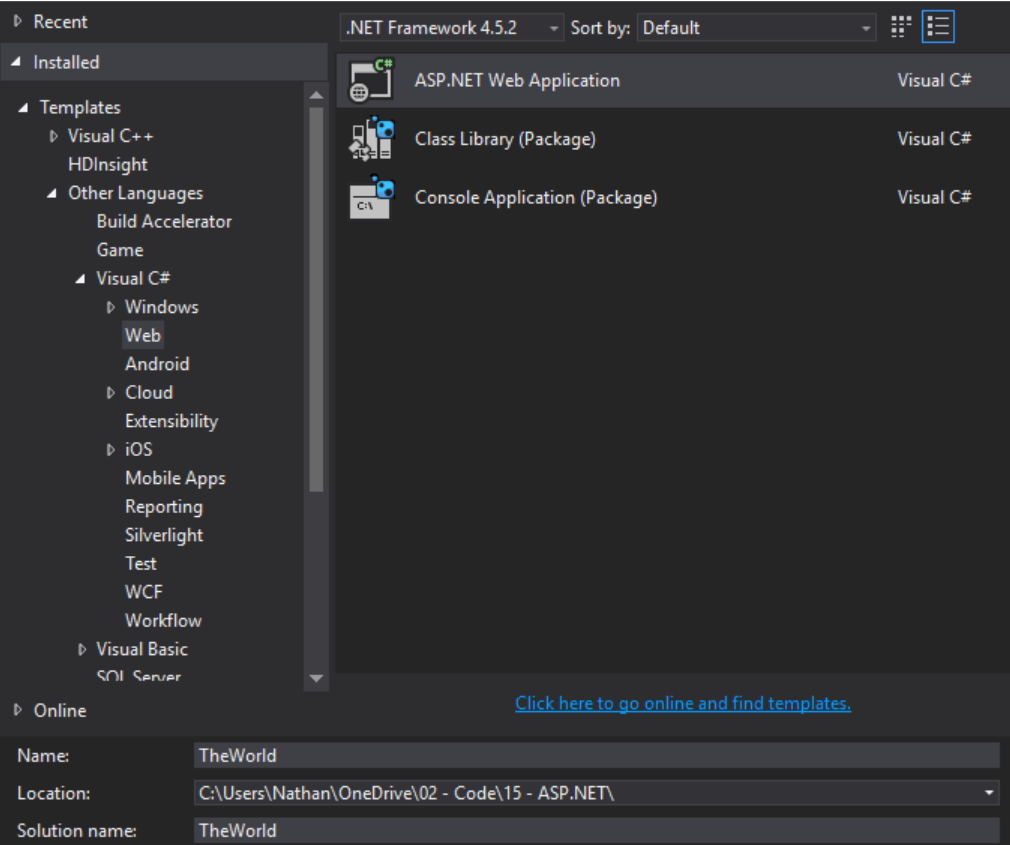 Recent
.NET Framework 4.5.2 Sort by: Default
Installed
Templates
Visual C++
HDInsight
Other Languages
Build Accelerator
Game
Visual C#
Windows
Web
Android
Cloud
Extensibility
iOS
Mobile Apps
Reporting
Silverlight
Test
WCF
Workflow
Visual Basic
SQL Server
Online
C# ASP.NET Web Application Visual C#
Class Library (Package) Visual C#
C:\ Console Application (Package) Visual C#
Click here to go online and find templates.
Name: TheWorld
Location: C:\Users\Nathan\OneDrive\02 - Code\15 - ASP.NET\
Solution name: TheWorld